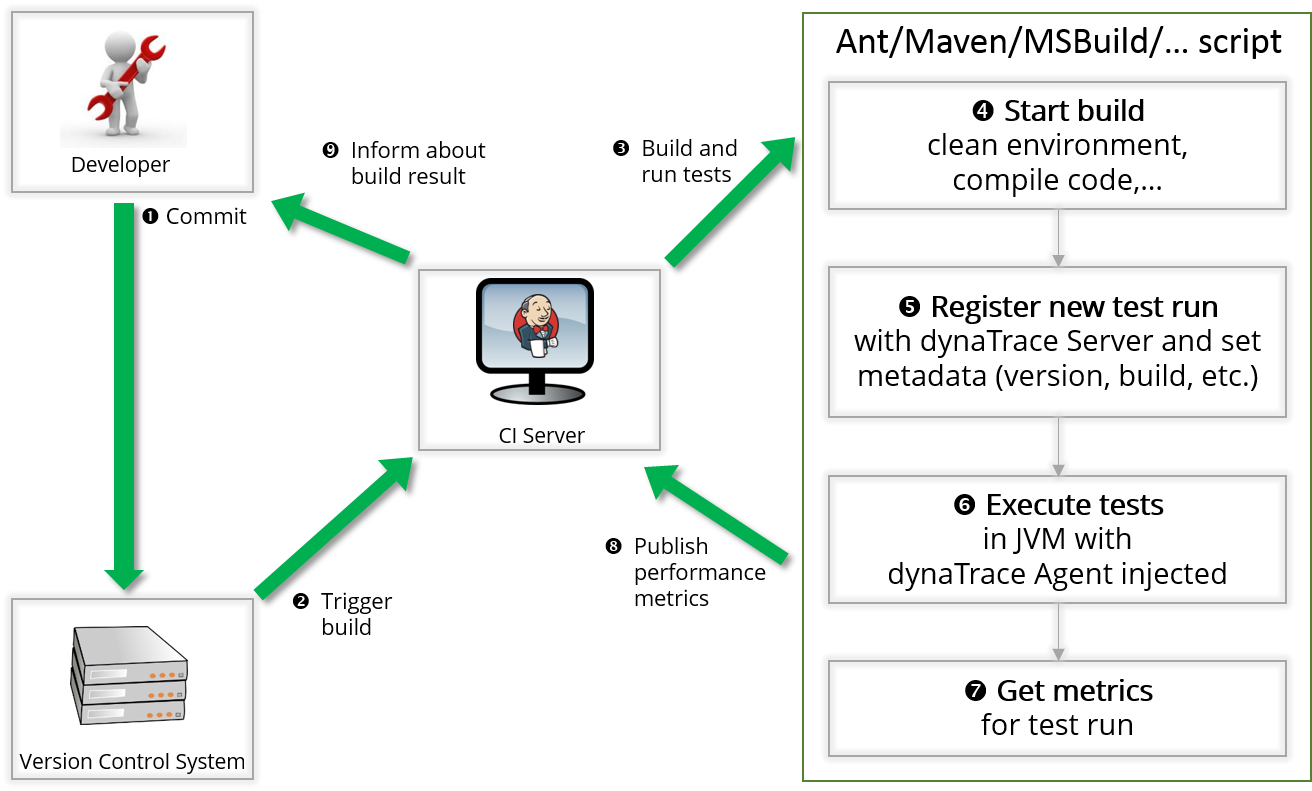 Developer
❶ Commit
Version Control System
❷ Trigger
build
CI Server
❸ Build and
run tests
Ant/Maven/MSBuild/... script
❹ Start build
clean environment,
compile code,...
❺ Register new test run
with dynaTrace Server and set
metadata (version, build, etc.)
❻ Execute tests
in JVM with
dynaTrace Agent injected
❼ Get metrics
for test run
❽ Publish
performance
metrics
❾ Inform about
build result